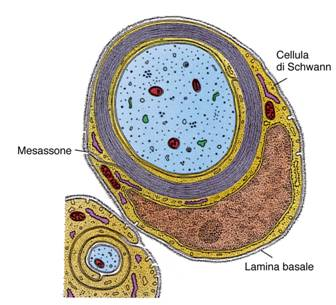 Cellula
di Schwann
Mesassone
Lamina basale